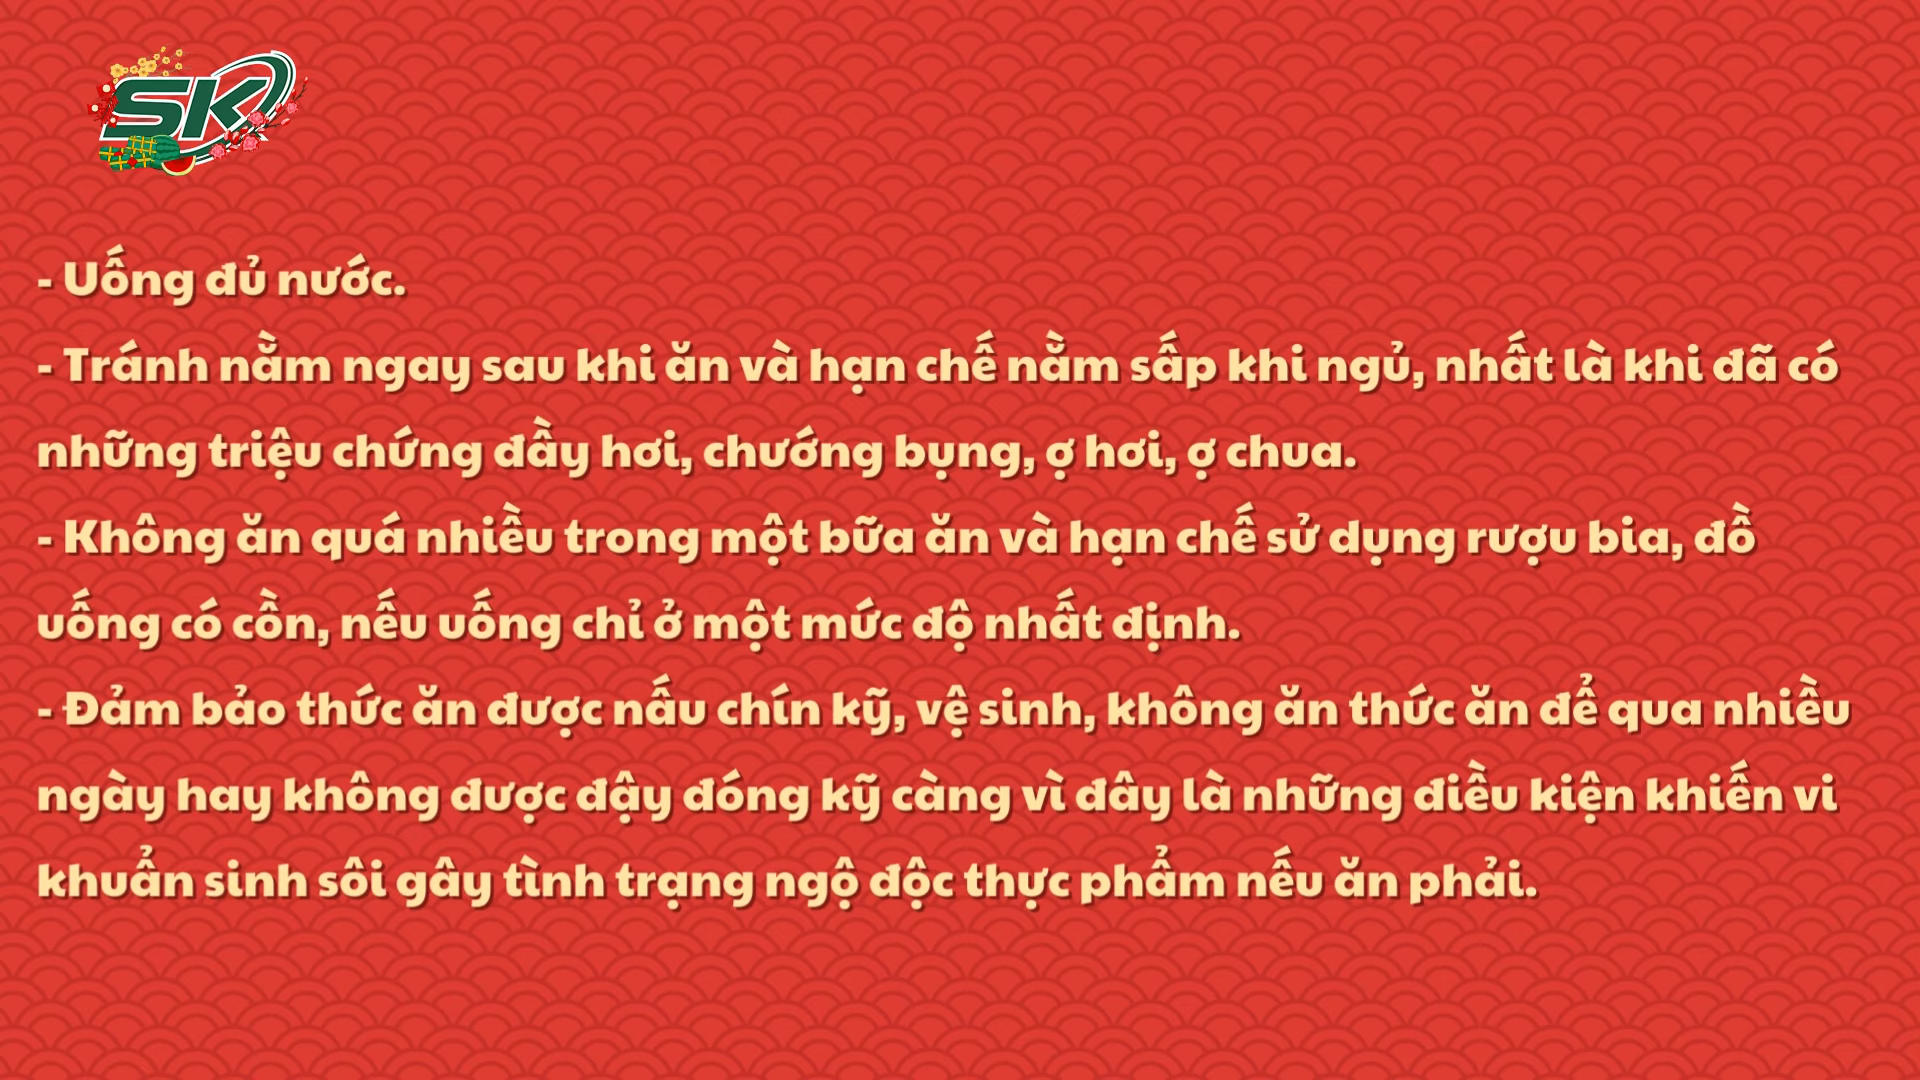 SK
- Uống đủ nước.
- Tránh nằm ngay sau khi ăn và hạn chế nằm sấp khi ngủ, nhất là khi đã có
những triệu chứng đầy hơi, chướng bụng, ợ hơi, ợ chua.
- Không ăn quá nhiều trong một bữa ăn và hạn chế sử dụng rượu bia, đồ
uống có cồn, nếu uống chỉ ở một mức độ nhất định.
- Đảm bảo thức ăn được nấu chín kỹ, vệ sinh, không ăn thức ăn để qua nhiều
ngày hay không được đậy đóng kỹ càng vì đây là những điều kiện khiến vi
khuẩn sinh sôi gây tình trạng ngộ độc thực phẩm nếu ăn phải.